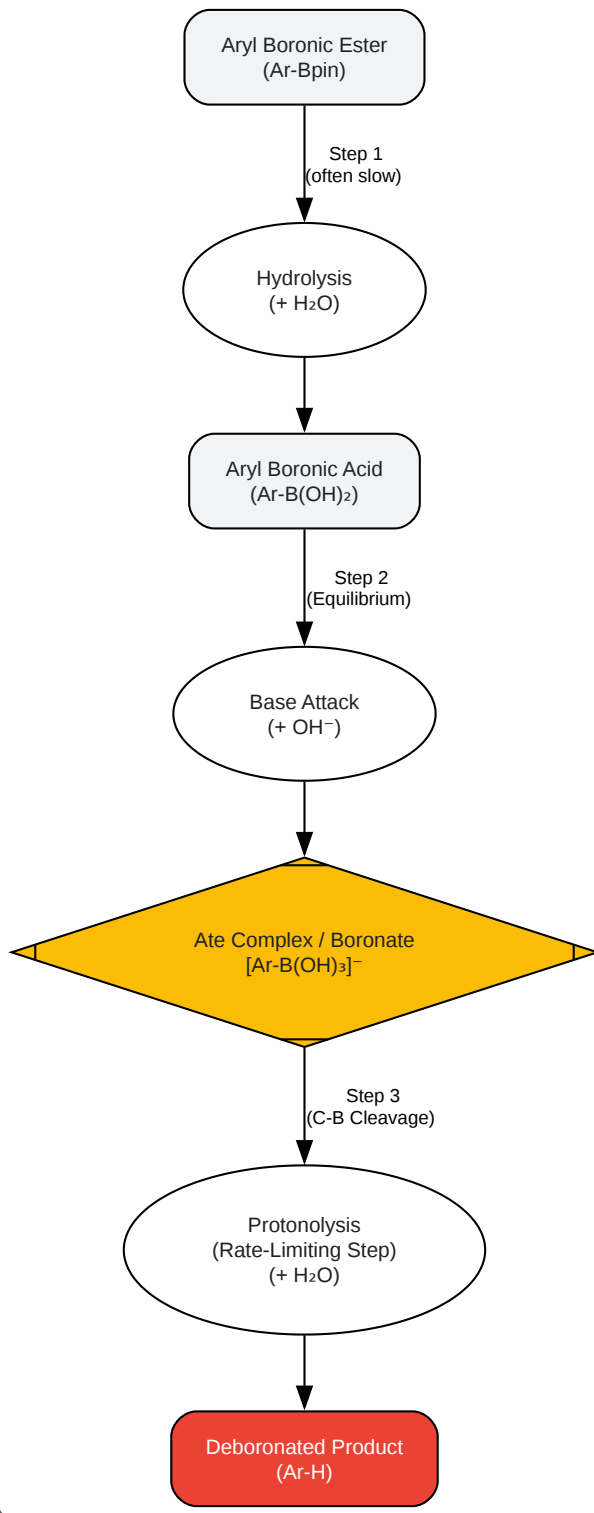 Aryl Boronic Ester
(Ar-Bpin)
Step 1
(often slow)
Hydrolysis
(+ H₂O)
Aryl Boronic Acid
(Ar-B(OH)₂)
Step 2
(Equilibrium)
Base Attack
(+ OH⁻)
Ate Complex / Boronate
[Ar-B(OH)₃]⁻
Step 3
(C-B Cleavage)
Protonolysis
(Rate-Limiting Step)
(+ H₂O)
Deboronated Product
(Ar-H)